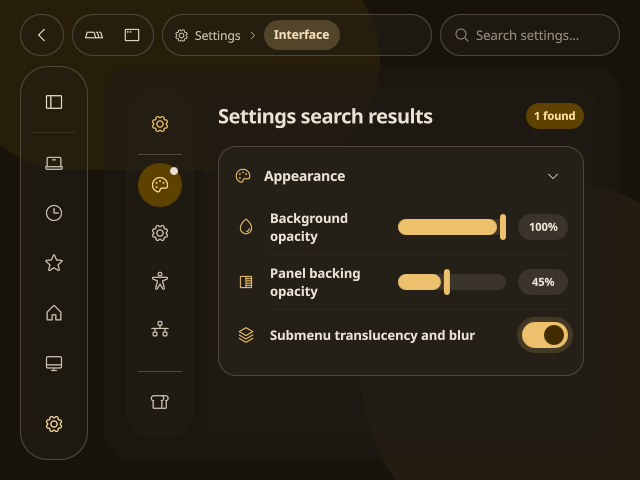 Settings
Interface
Search settings...
Settings search results
1 found
Appearance
Background
opacity
100%
Panel backing
opacity
45%
Submenu translucency and blur